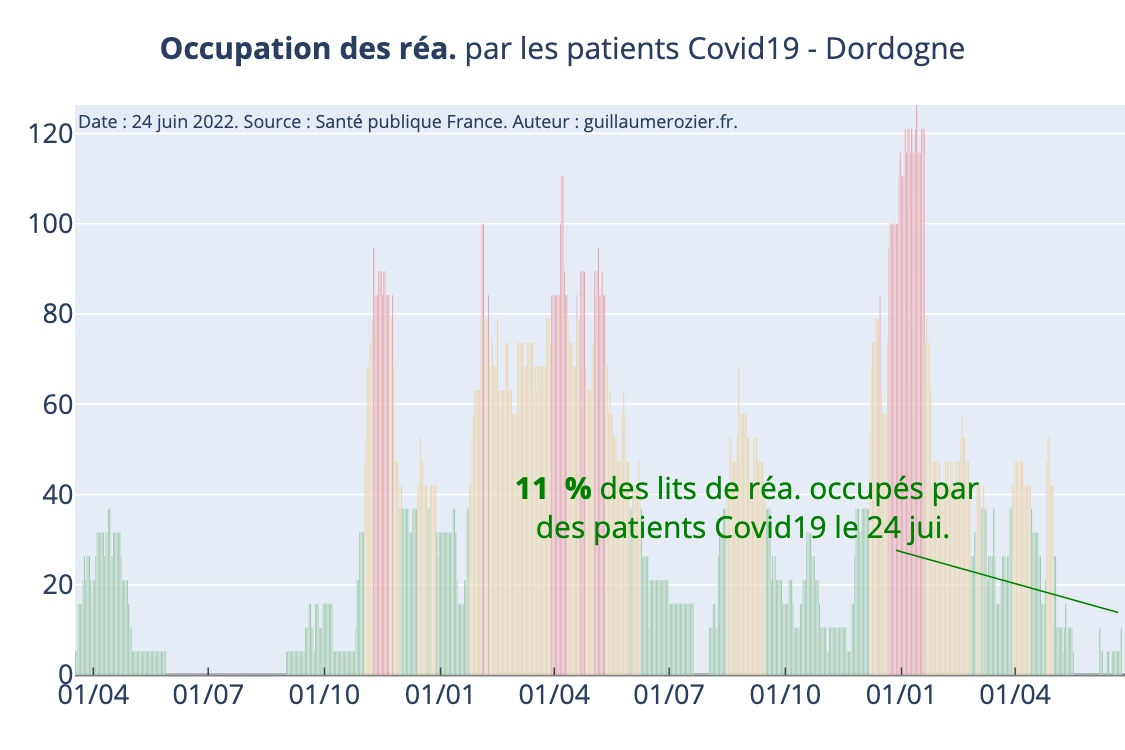 Occupation des réa. par les patients Covid19 - Dordogne
Date : 24 juin 2022. Source : Santé publique France. Auteur : guillaumerozier.fr.
120
100
80
60
40
20
0
11 % des lits de réa. occupés par
des patients Covid19 le 24 jui.
01/04 01/07 01/10 01/01 01/04 01/07 01/10 01/01 01/04